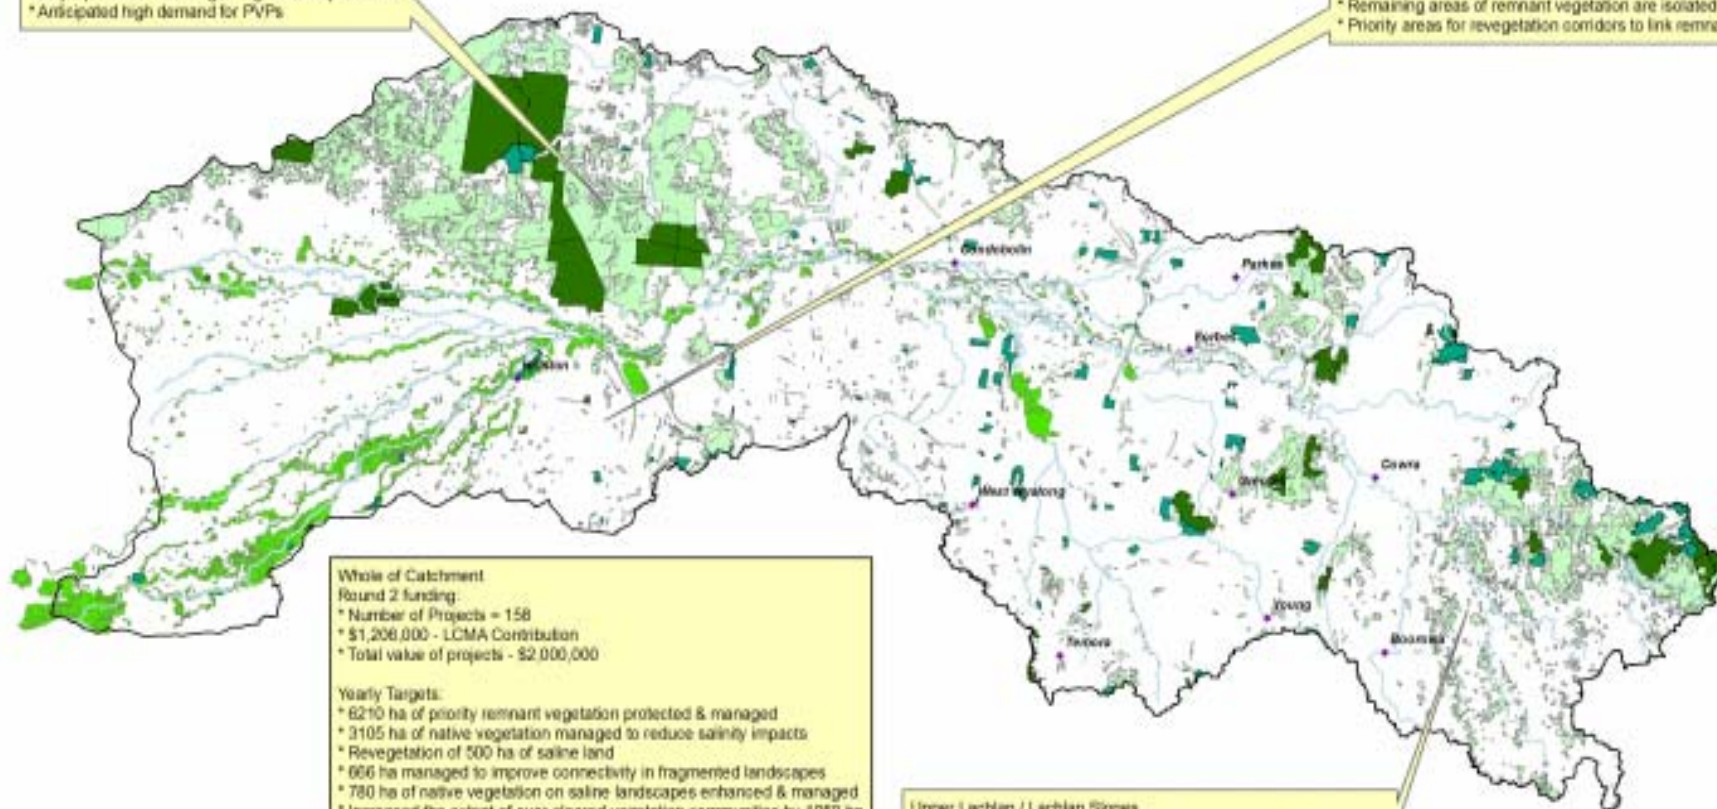 * Anticipated high demand for PVPs
* Remaining areas of remnant vegetation are isolated
* Priority areas for revegetation corridors to link
Condobolin
Parkes
Forbes
Cowra
West Wyalong
Young
Temora
Boorowa
Whole of Catchment
Round 2 funding:
* Number of Projects = 158
* $1,206,000 - LCMA Contribution
* Total value of projects - $2,000,000
Yearly Targets:
* 6210 ha of priority remnant vegetation protected & managed
* 3105 ha of native vegetation managed to reduce salinity impacts
* Revegetation of 500 ha of saline land
* 666 ha managed to improve connectivity in fragmented landscapes
* 780 ha of native vegetation on saline landscapes enhanced & managed
Upper Lachlan / Lachlan Slopes